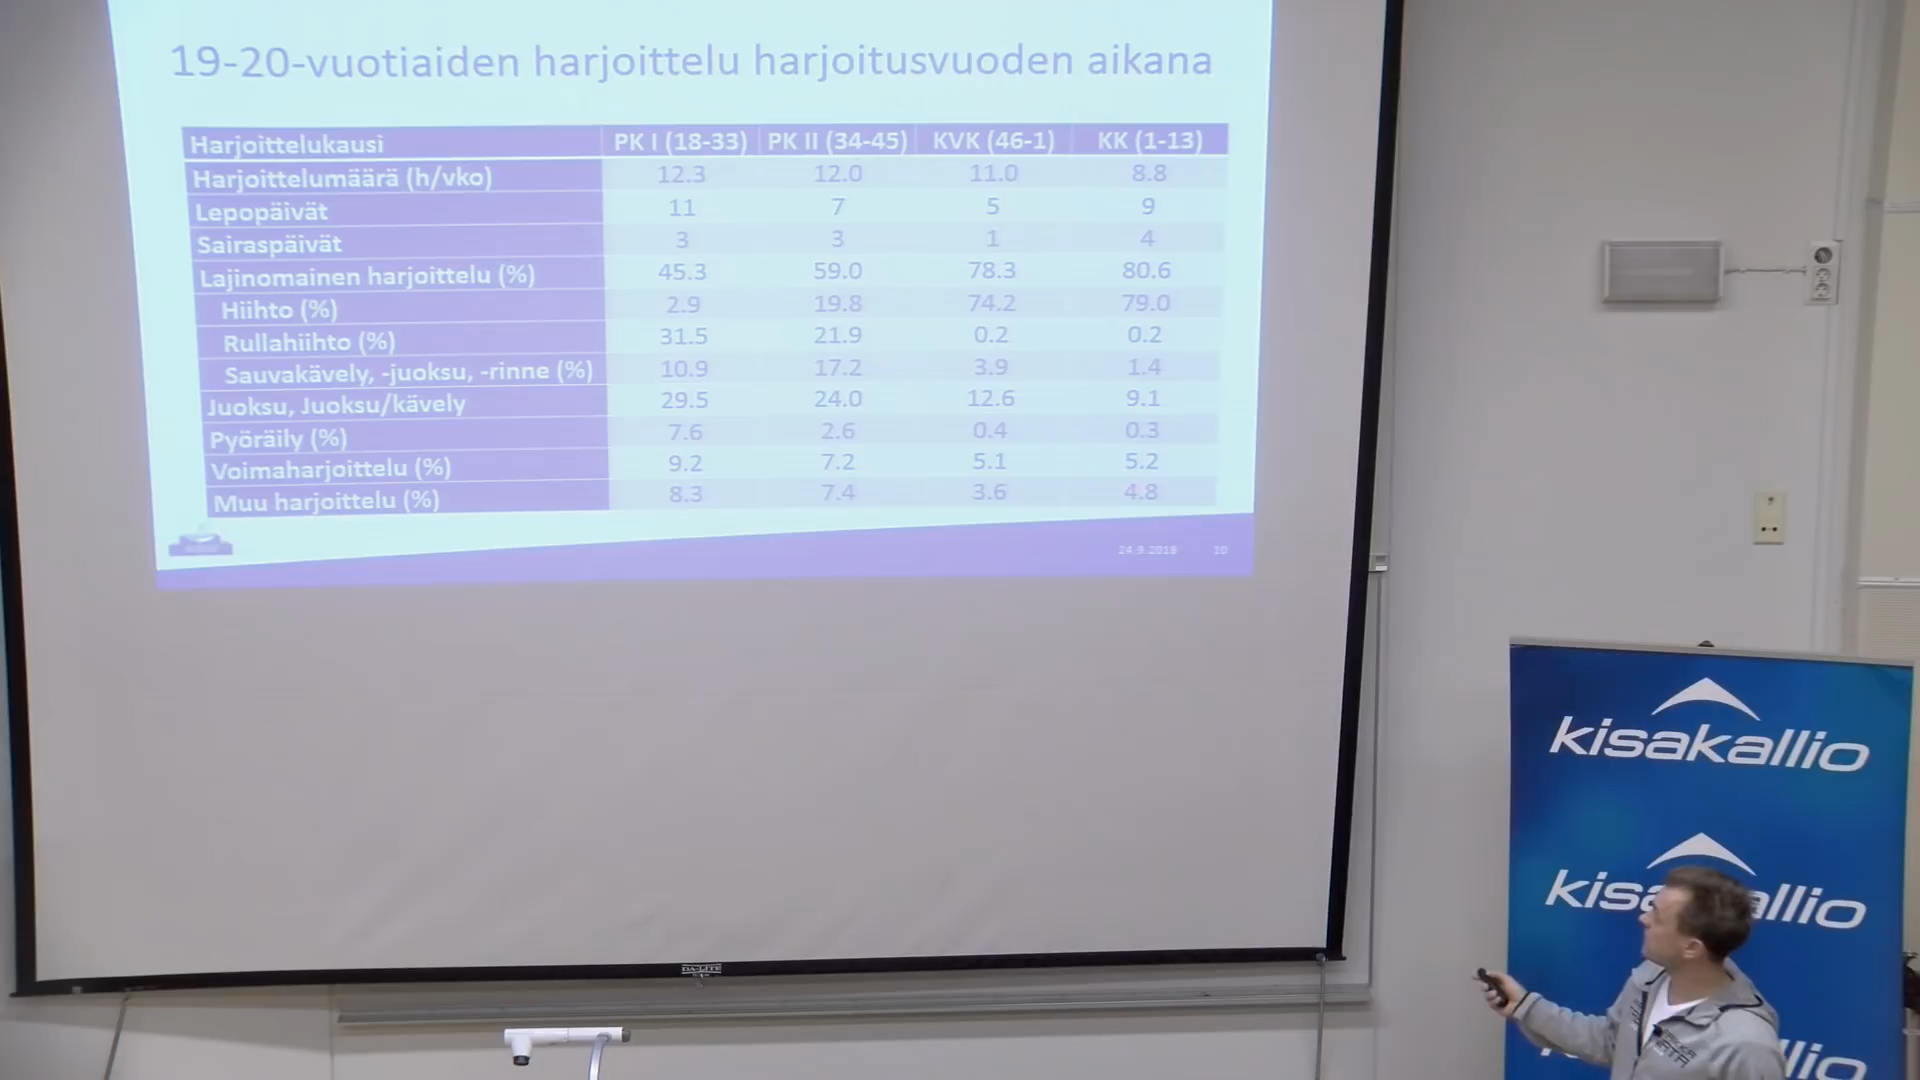 19-20-vuotiaiden harjoittelu harjoitusvuoden aikana
Harjoittelukausi PK I (18-33) PK II (34-45) KVK (46-1) KK (1-13)
Harjoittelumäärä (h/vko) 12.3 12.0 11.0 8.8
Lepopäivät 11 7 5 9
Sairaspäivät 3 3 1 4
Lajinomainen harjoittelu (%) 45.3 59.0 78.3 80.6
Hiihto (%) 2.9 19.8 74.2 79.0
Rullahiihto (%) 31.5 21.9 0.2 0.2
Sauvakävely, -juoksu, -rinne (%) 10.9 17.2 3.9 1.4
Juoksu, Juoksu/kävely 29.5 24.0 12.6 9.1
Pyöräily (%) 7.6 2.6 0.4 0.3
Voimaharjoittelu (%) 9.2 7.2 5.1 5.2
Muu harjoittelu (%) 8.3 7.4 3.6 4.8
24.9.2018 10
kisakallio
DA-LITE